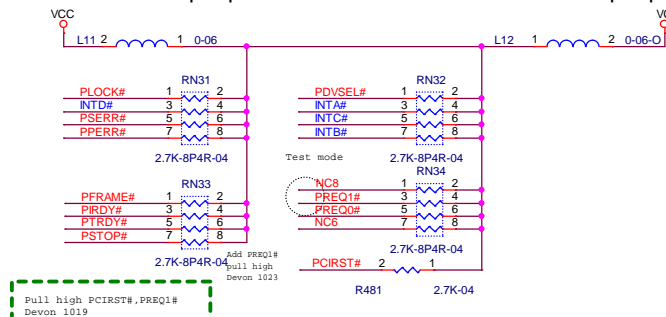 VCC
L11 2 1 0-06
L12 1 2 0-06-O
RN31
PLOCK# 1 2
INTD# 3 4
PSERR# 5 6
PPERR# 7 8
2.7K-8P4R-04
RN32
PDVSEL# 1 2
INTA# 3 4
INTC# 5 6
INTB# 7 8
2.7K-8P4R-04
Test mode
RN33
PFRAME# 1 2
PIRDY# 3 4
PTRDY# 5 6
PSTOP# 7 8
2.7K-8P4R-04
RN34
NC8 1 2
PREQ1# 3 4
PREQ0# 5 6
NC6 7 8
2.7K-8P4R-04
Add PREQ1#
pull high
Devon 1023
PCIRST# 2 1
R481 2.7K-04
Pull high PCIRST#,PREQ1#
Devon 1019